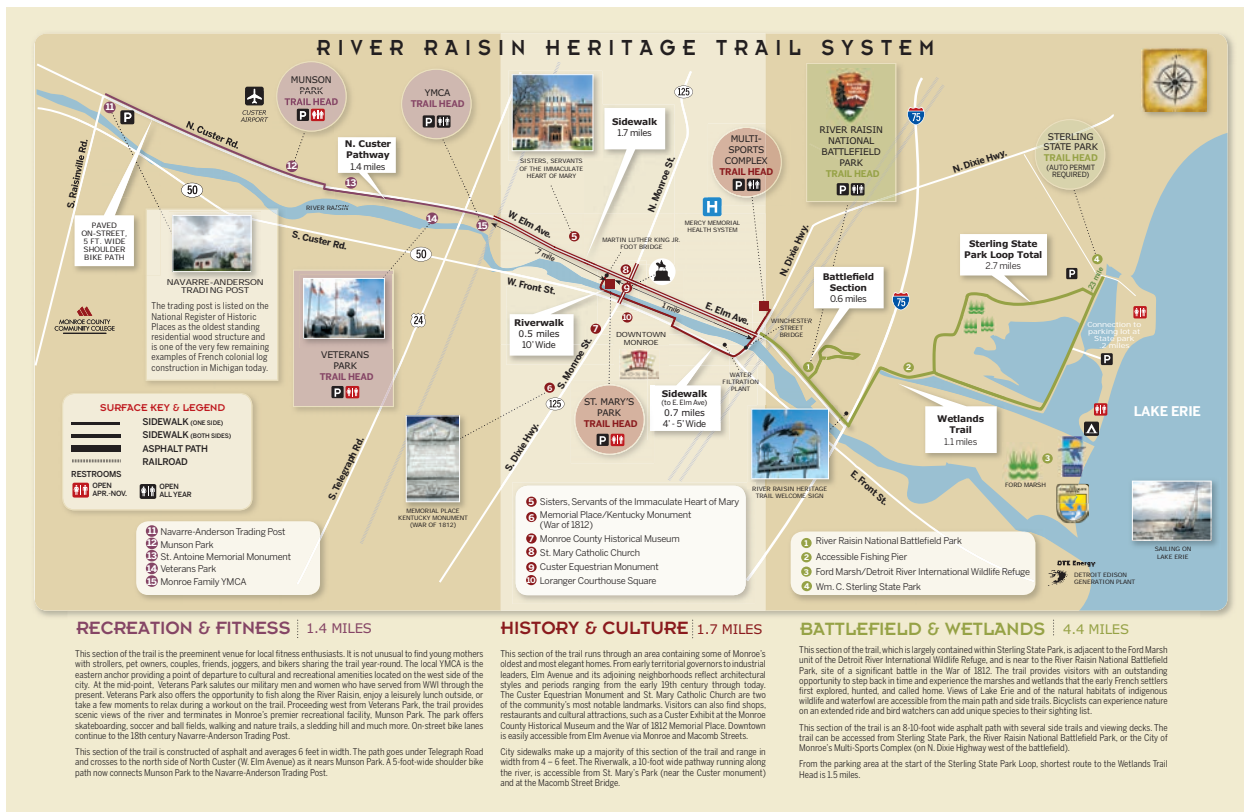 RIVER RAISIN HERITAGE TRAIL SYSTEM
11
P
S. Raisinville Rd.
N. Custer Rd.
CUSTER
AIRPORT
MUNSON
PARK
TRAIL HEAD
P
12
13
N. Custer
Pathway
1.4 miles
YMCA
TRAIL HEAD
P
50
RIVER RAISIN
S. Custer Rd.
14
15
50
24
PAVED
ON-STREET,
5 FT. WIDE
SHOULDER
BIKE PATH
NAVARRE-ANDERSON
TRADING POST
The trading post is listed on the
National Register of Historic
Places as the oldest standing
residential wood structure and
is one of the very few remaining
examples of French colonial log
construction in Michigan today.
MONROE COUNTY
COMMUNITY COLLEGE
VETERANS
PARK
TRAIL HEAD
P
S. Telegraph Rd.
SISTERS, SERVANTS
OF THE IMMACULATE
HEART OF MARY
Sidewalk
1.7 miles
125
N. Monroe St.
W. Elm Ave.
5
.7 mile
MARTIN LUTHER KING JR.
FOOT BRIDGE
8
9
10
1 mile
E. Elm Ave.
W. Front St.
Riverwalk
0.5 miles
10' Wide
7
S. Monroe St.
6
125
S. Dixie Hwy.
DOWNTOWN
MONROE
MONROE
ST. MARY'S
PARK
TRAIL HEAD
P
Sidewalk
(to E. Elm Ave)
0.7 miles
4' - 5' Wide
WATER
FILTRATION
PLANT
WINCHESTER
STREET
BRIDGE
MEMORIAL PLACE
KENTUCKY MONUMENT
(WAR OF 1812)
H
MERCY MEMORIAL
HEALTH SYSTEM
MULTI-
SPORTS
COMPLEX
TRAIL HEAD
P
RIVER RAISIN
NATIONAL
BATTLEFIELD
PARK
TRAIL HEAD
P
75
N. Dixie Hwy.
N. Dixie Hwy.
75
Battlefield
Section
0.6 miles
1
2
STERLING
STATE PARK
TRAIL HEAD
(AUTO PERMIT
REQUIRED)
Sterling State
Park Loop Total
2.7 miles
4
P
.25 mile
Connection to
parking lot at
State park
.2 miles
P
Wetlands
Trail
1.1 miles
LAKE ERIE
RIVER RAISIN HERITAGE
TRAIL WELCOME SIGN
E. Front St.
3
FORD MARSH
SAILING ON
LAKE ERIE
DTE Energy
DETROIT EDISON
GENERATION PLANT
SURFACE KEY & LEGEND
SIDEWALK (ONE SIDE)
SIDEWALK (BOTH SIDES)
ASPHALT PATH
RAILROAD
RESTROOMS
OPEN
APR.-NOV.
OPEN
ALL YEAR
11 Navarre-Anderson Trading Post
12 Munson Park
13 St. Antoine Memorial Monument
14 Veterans Park
15 Monroe Family YMCA
5 Sisters, Servants of the Immaculate Heart of Mary
6 Memorial Place/Kentucky Monument
(War of 1812)
7 Monroe County Historical Museum
8 St. Mary Catholic Church
9 Custer Equestrian Monument
10 Loranger Courthouse Square
1 River Raisin National Battlefield Park
2 Accessible Fishing Pier
3 Ford Marsh/Detroit River International Wildlife Refuge
4 Wm. C. Sterling State Park
RECREATION & FITNESS 1.4 MILES
This section of the trail is the preeminent venue for local fitness enthusiasts. It is not unusual to find young mothers
with strollers, pet owners, couples, friends, joggers, and bikers sharing the trail year-round. The local YMCA is the
eastern anchor providing a point of departure to cultural and recreational amenities located on the west side of the
city. At the mid-point, Veterans Park salutes our military men and women who have served from WWI through the
present. Veterans Park also offers the opportunity to fish along the River Raisin, enjoy a leisurely lunch outside, or
take a few moments to relax during a workout on the trail. Proceeding west from Veterans Park, the trail provides
scenic views of the river and terminates in Monroe's premier recreational facility, Munson Park. The park offers
skateboarding, soccer and ball fields, walking and nature trails, a sledding hill and much more. On-street bike lanes
continue to the 18th century Navarre-Anderson Trading Post.
This section of the trail is constructed of asphalt and averages 6 feet in width. The path goes under Telegraph Road
and crosses to the north side of North Custer (W. Elm Avenue) as it nears Munson Park. A 5-foot-wide shoulder bike
path now connects Munson Park to the Navarre-Anderson Trading Post.
HISTORY & CULTURE 1.7 MILES
This section of the trail runs through an area containing some of Monroe's
oldest and most elegant homes. From early territorial governors to industrial
leaders, Elm Avenue and its adjoining neighborhoods reflect architectural
styles and periods ranging from the early 19th century through today.
The Custer Equestrian Monument and St. Mary Catholic Church are two
of the community's most notable landmarks. Visitors can also find shops,
restaurants and cultural attractions, such as a Custer Exhibit at the Monroe
County Historical Museum and the War of 1812 Memorial Place. Downtown
is easily accessible from Elm Avenue via Monroe and Macomb Streets.
City sidewalks make up a majority of this section of the trail and range in
width from 4 – 6 feet. The Riverwalk, a 10-foot wide pathway running along
the river, is accessible from St. Mary's Park (near the Custer monument)
and at the Macomb Street Bridge.
BATTLEFIELD & WETLANDS 4.4 MILES
This section of the trail, which is largely contained within Sterling State Park, is adjacent to the Ford Marsh
unit of the Detroit River International Wildlife Refuge, and is near to the River Raisin National Battlefield
Park, site of a significant battle in the War of 1812. The trail provides visitors with an outstanding
opportunity to step back in time and experience the marshes and wetlands that the early French settlers
first explored, hunted, and called home. Views of Lake Erie and of the natural habitats of indigenous
wildlife and waterfowl are accessible from the main path and side trails. Bicyclists can experience nature
on an extended ride and bird watchers can add unique species to their sighting list.
This section of the trail is an 8-10-foot wide asphalt path with several side trails and viewing decks. The
trail can be accessed from Sterling State Park, the River Raisin National Battlefield Park, or the City of
Monroe's Multi-Sports Complex (on N. Dixie Highway west of the battlefield).
From the parking area at the start of the Sterling State Park Loop, shortest route to the Wetlands Trail
Head is 1.5 miles.